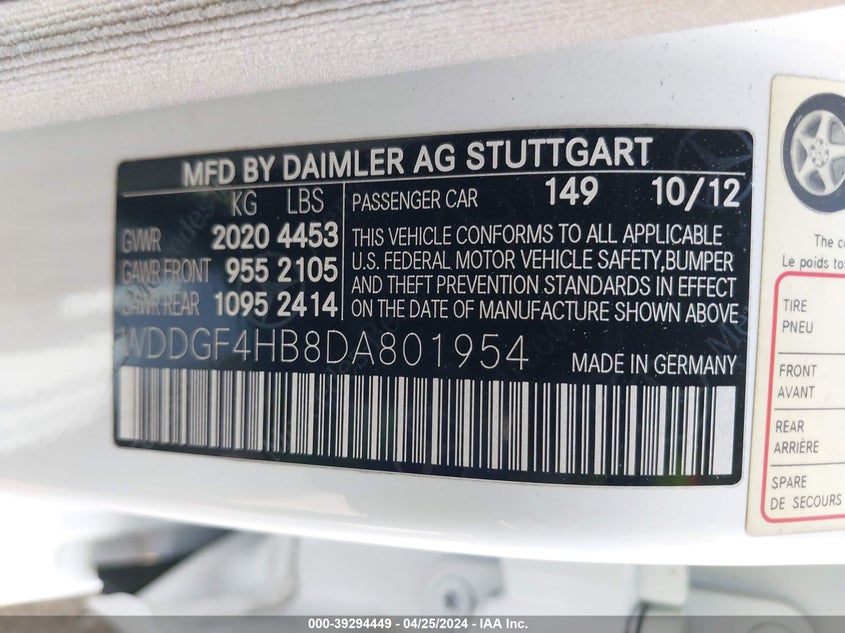 MFD BY DAIMLER AG STUTTGART
KG LBS
GVWR 2020 4453
GAWR FRONT 955 2105
GAWR REAR 1095 2414
PASSENGER CAR 149 10/12
THIS VEHICLE CONFORMS TO ALL APPLICABLE
U.S. FEDERAL MOTOR VEHICLE SAFETY,BUMPER
AND THEFT PREVENTION STANDARDS IN EFFECT
ON THE DATE OF MANUFACTURE SHOWN ABOVE
WDDGF4HB8DA801954
MADE IN GERMANY
The
Le poids
TIRE
PNEU
FRONT
AVANT
REAR
ARRIÈRE
SPARE
DE SECOURS
000-39294449 - 04/25/2024 - IAA Inc.